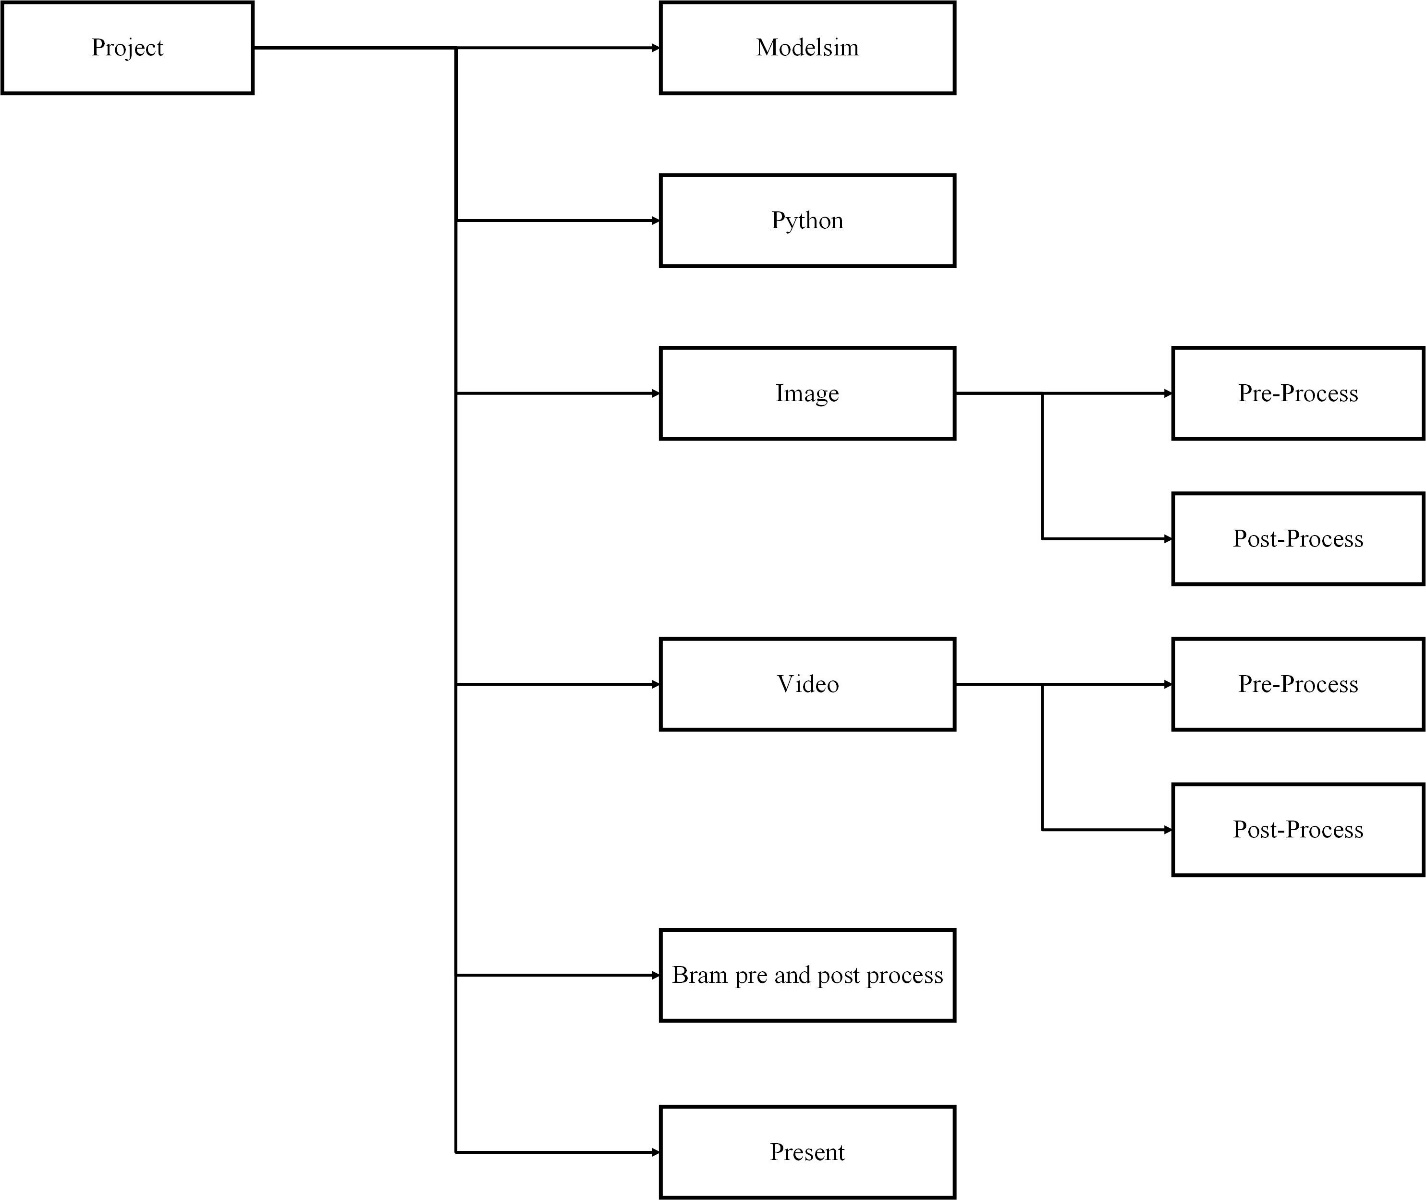 Project
Modelsim
Python
Image
Pre-Process
Post-Process
Video
Pre-Process
Post-Process
Bram pre and post process
Present